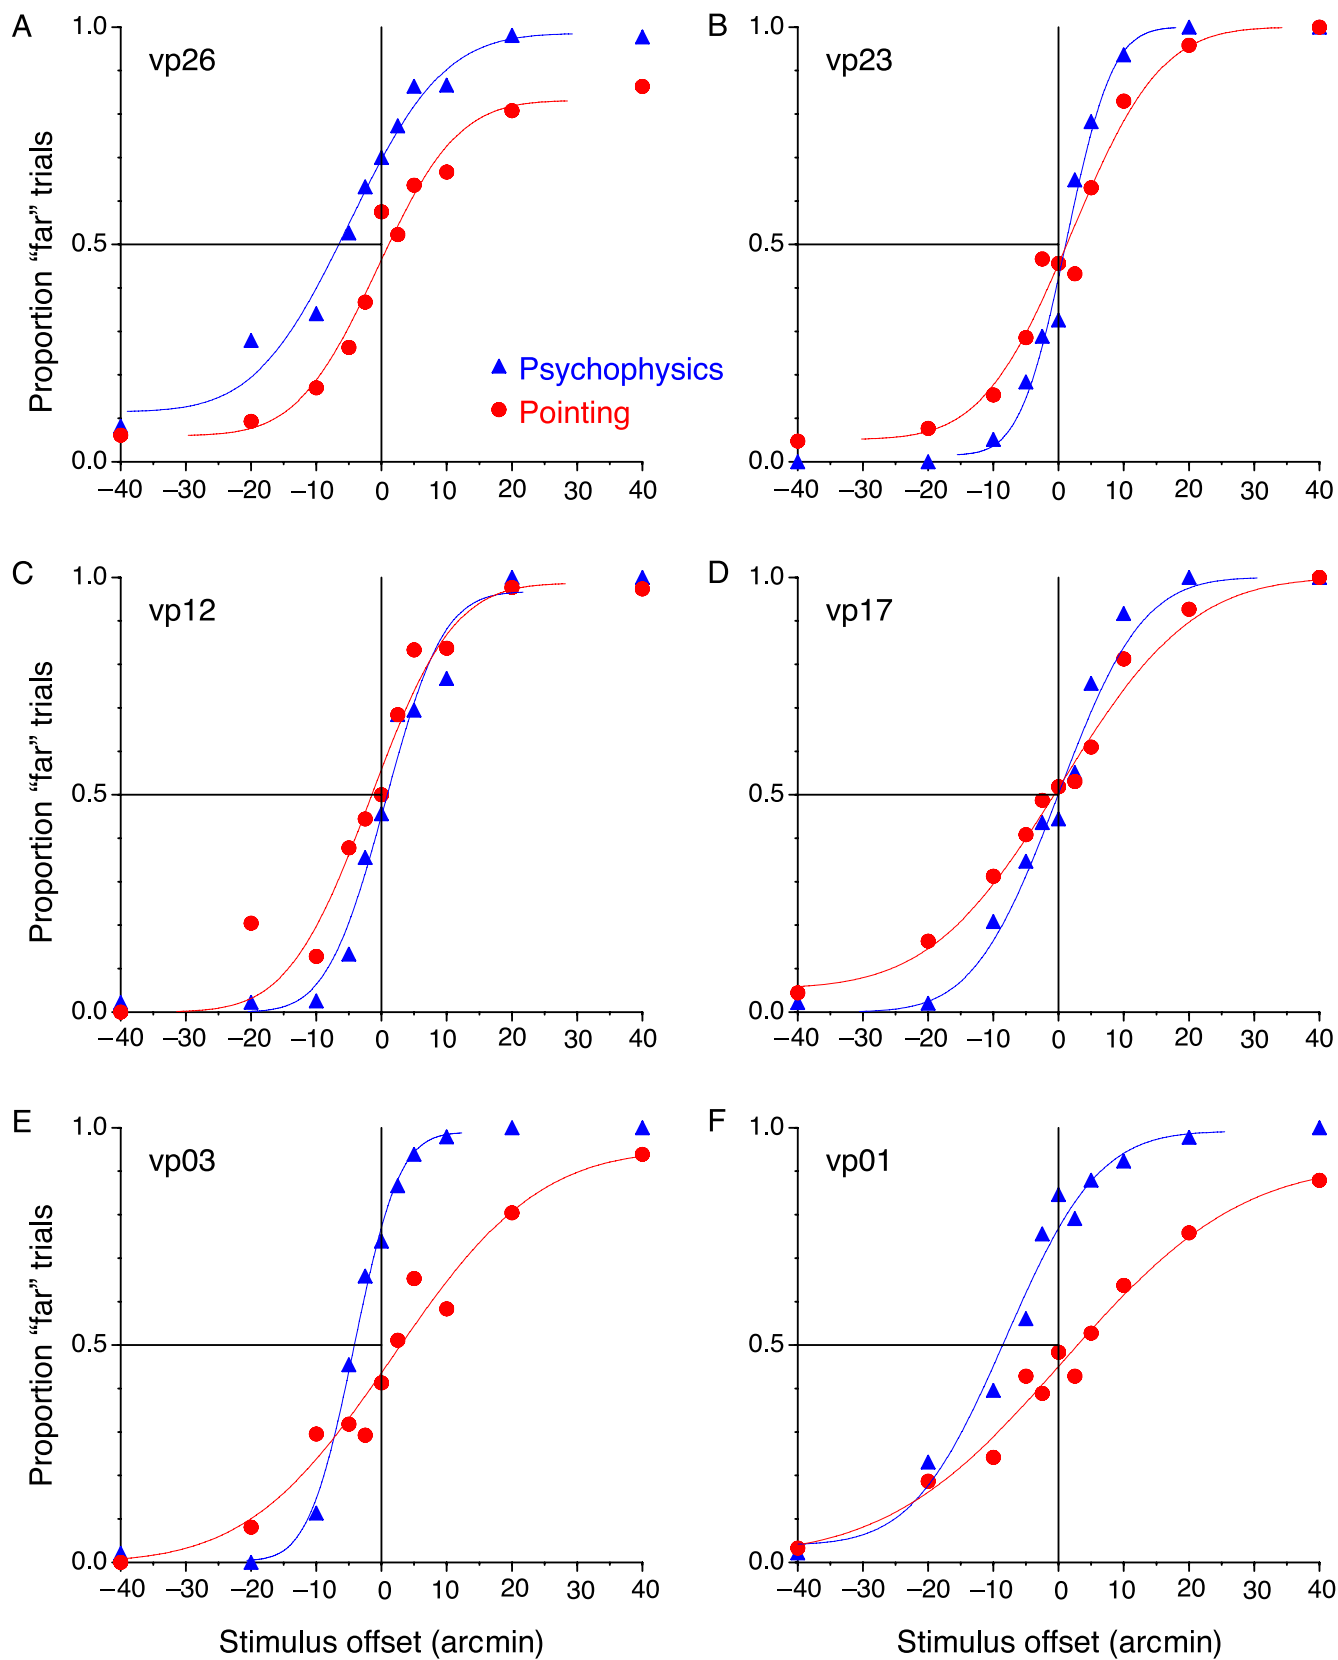 A
vp26
1.0
0.5
0.0
Proportion “far” trials
–40 –30 –20 –10 0 10 20 30 40
Psychophysics
Pointing
B
vp23
1.0
0.5
0.0
–40 –30 –20 –10 0 10 20 30 40
C
vp12
1.0
0.5
0.0
Proportion “far” trials
–40 –30 –20 –10 0 10 20 30 40
D
vp17
1.0
0.5
0.0
–40 –30 –20 –10 0 10 20 30 40
E
vp03
1.0
0.5
0.0
Proportion “far” trials
–40 –30 –20 –10 0 10 20 30 40
Stimulus offset (arcmin)
F
vp01
1.0
0.5
0.0
–40 –30 –20 –10 0 10 20 30 40
Stimulus offset (arcmin)